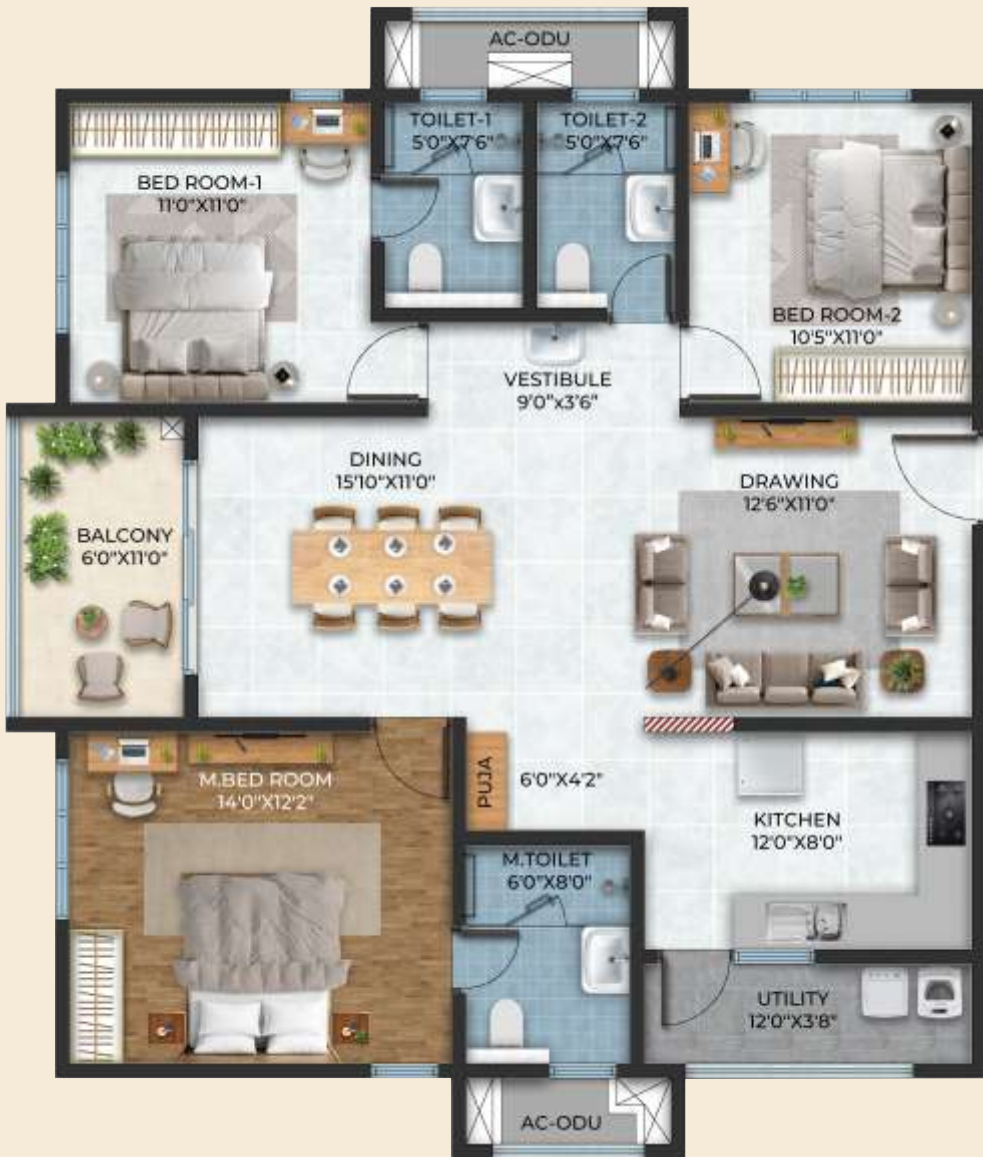 AC-ODU
TOILET-1
5'0"X7'6"
TOILET-2
5'0"X7'6"
BED ROOM-1
11'0"X11'0"
BED ROOM-2
10'5"X11'0"
VESTIBULE
9'0"x3'6"
DINING
15'10"X11'0"
DRAWING
12'6"X11'0"
BALCONY
6'0"X11'0"
M.BED ROOM
14'0"X12'2"
PUJA
6'0"X4'2"
KITCHEN
12'0"X8'0"
M.TOILET
6'0"X8'0"
UTILITY
12'0"X3'8"
AC-ODU